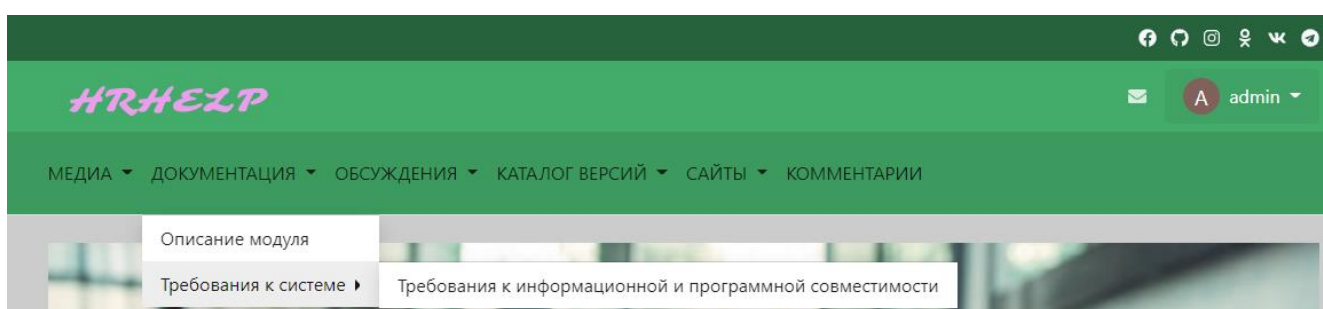 HRHELP
A admin
МЕДИА ДОКУМЕНТАЦИЯ ОБСУЖДЕНИЯ КАТАЛОГ ВЕРСИЙ САЙТЫ КОММЕНТАРИИ
Описание модуля
Требования к системе Требования к информационной и программной совместимости